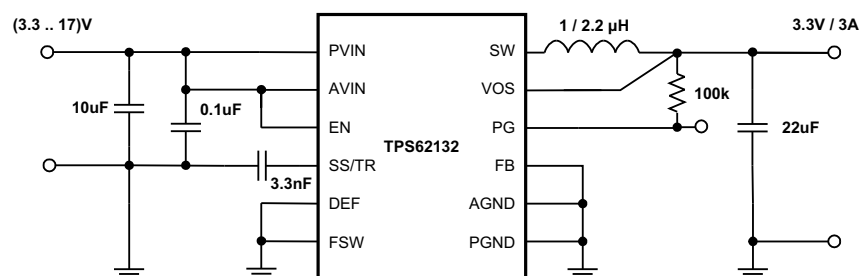 (3.3 .. 17)V
1 / 2.2 µH
3.3V / 3A
PVIN
SW
AVIN
VOS
10uF
0.1uF
100k
EN
PG
22uF
TPS62132
SS/TR
FB
3.3nF
DEF
AGND
FSW
PGND